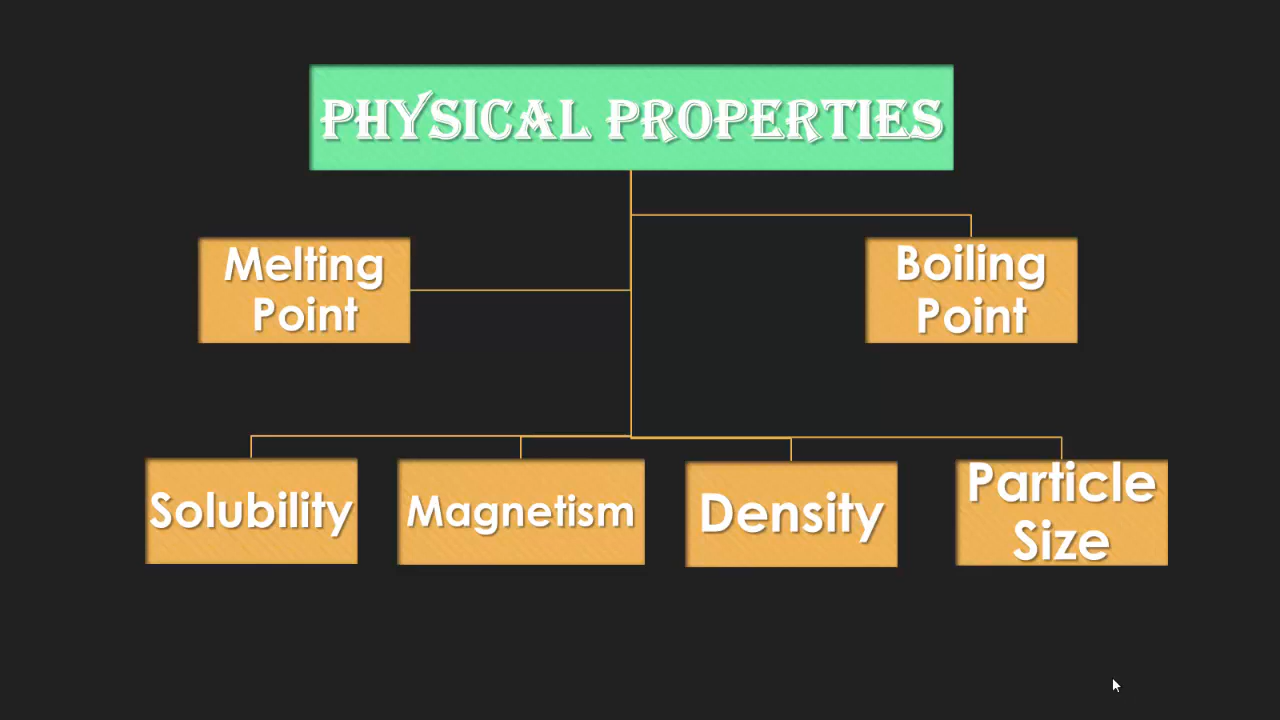 PHYSICAL PROPERTIES
Melting
Point
Boiling
Point
Solubility
Magnetism
Density
Particle
Size